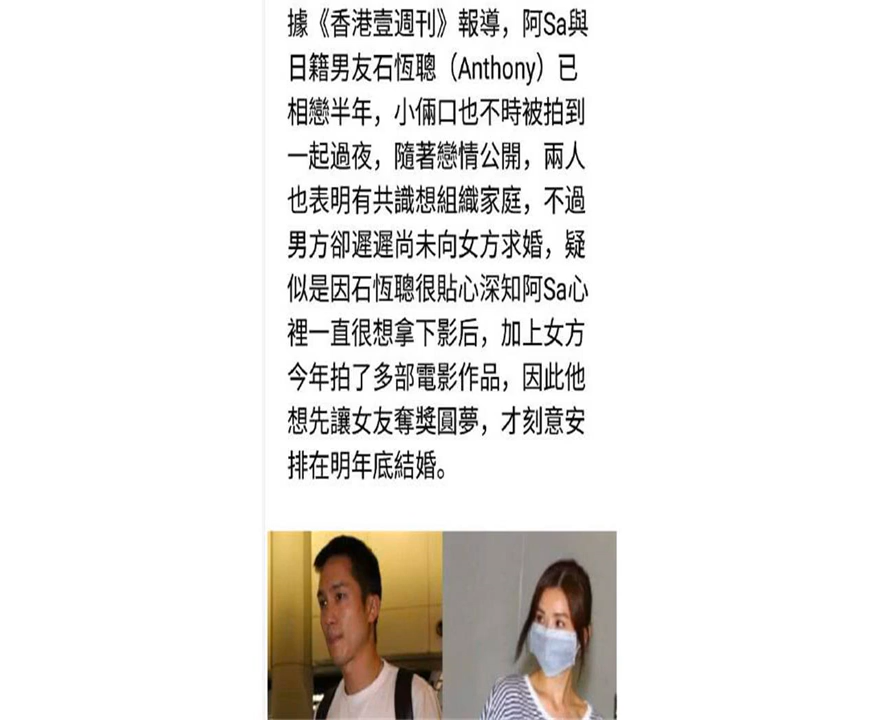 據《香港壹週刊》報導，阿Sa與
日籍男友石恆聰（Anthony）已
相戀半年，小倆口也不時被拍到
一起過夜，隨著戀情公開，兩人
也表明有共識想組織家庭，不過
男方卻遲遲尚未向女方求婚，疑
似是因石恆聰很貼心深知阿Sa心
裡一直很想拿下影后，加上女方
今年拍了多部電影作品，因此他
想先讓女友奪獎圓夢，才刻意安
排在明年底結婚。